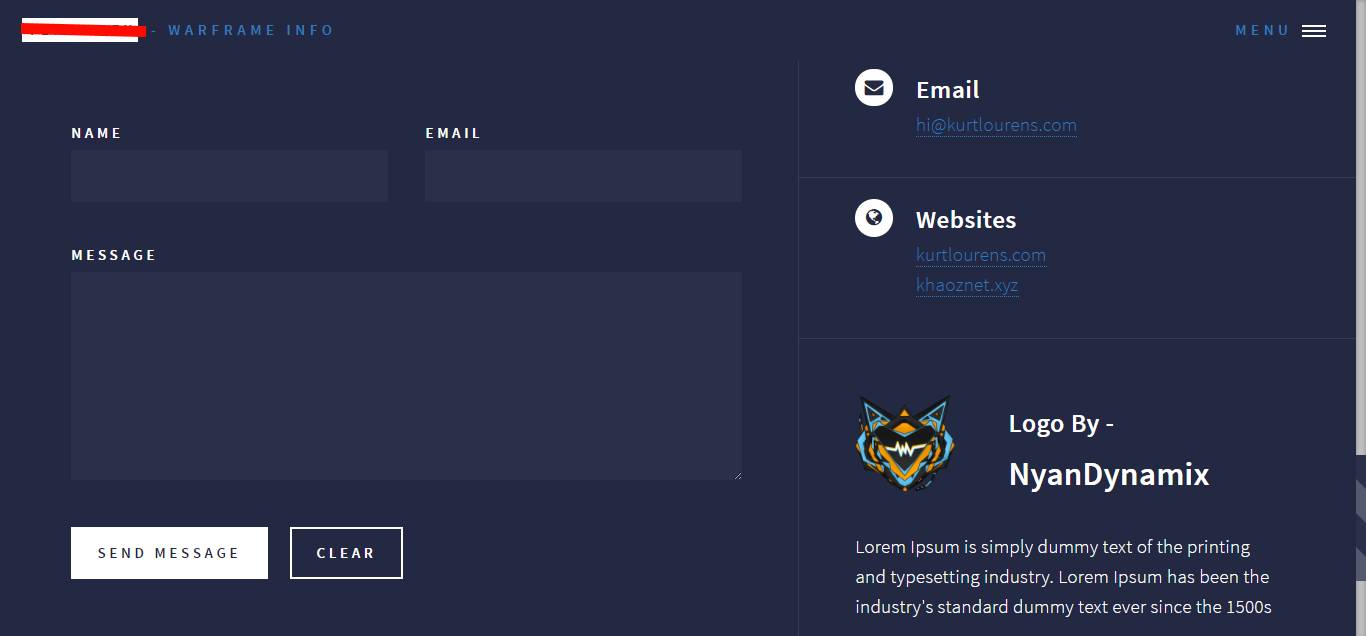 - WARFRAME INFO
MENU
NAME
EMAIL
MESSAGE
SEND MESSAGE
CLEAR
Email
hi@kurtlourens.com
Websites
kurtlourens.com
khaoznet.xyz
Logo By -
NyanDynamix
Lorem Ipsum is simply dummy text of the printing
and typesetting industry. Lorem Ipsum has been the
industry's standard dummy text ever since the 1500s